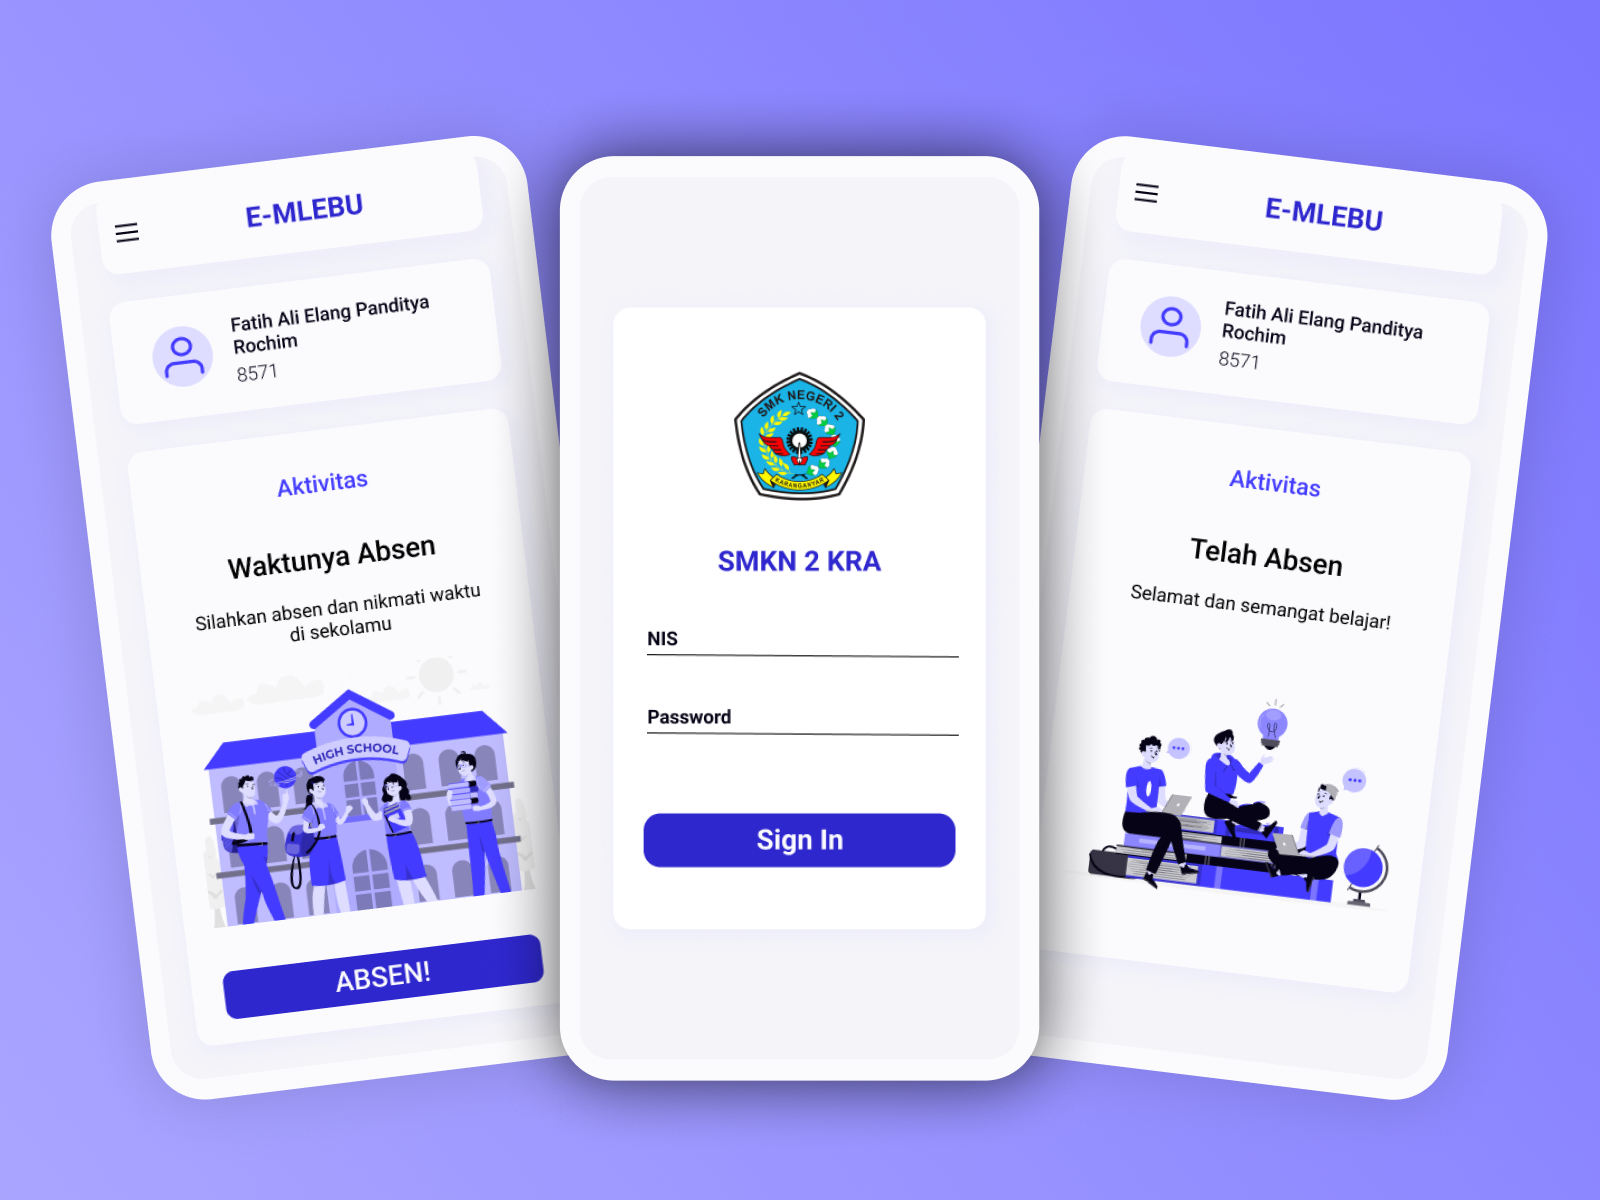 E-MLEBU
Fatih Ali Elang Panditya
Rochim
8571
Aktivitas
Waktunya Absen
Silahkan absen dan nikmati waktu
di sekolamu
HIGH SCHOOL
ABSEN!
SMK NEGERI 2
KARANGANYAR
SMKN 2 KRA
NIS
Password
Sign In
E-MLEBU
Fatih Ali Elang Panditya
Rochim
8571
Aktivitas
Telah Absen
Selamat dan semangat belajar!